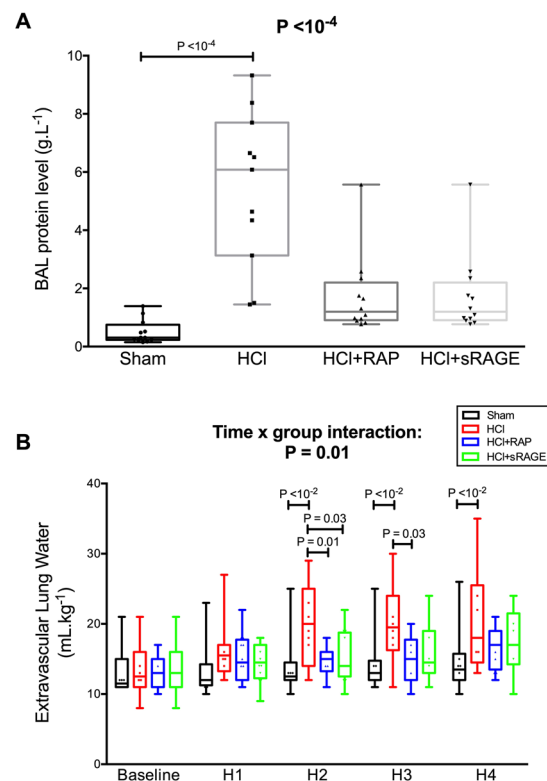 A
P <10-4
P <10-4
BAL protein level (g.L-1)
10
8
6
4
2
0
Sham
HCl
HCl+RAP
HCl+sRAGE
Sham
HCl
HCl+RAP
HCl+sRAGE
B
Time x group interaction:
P = 0.01
Extravascular Lung Water
(mL.kg-1)
40
30
20
10
0
P <10-2
P = 0.03
P = 0.01
P <10-2
P = 0.03
P <10-2
Baseline
H1
H2
H3
H4